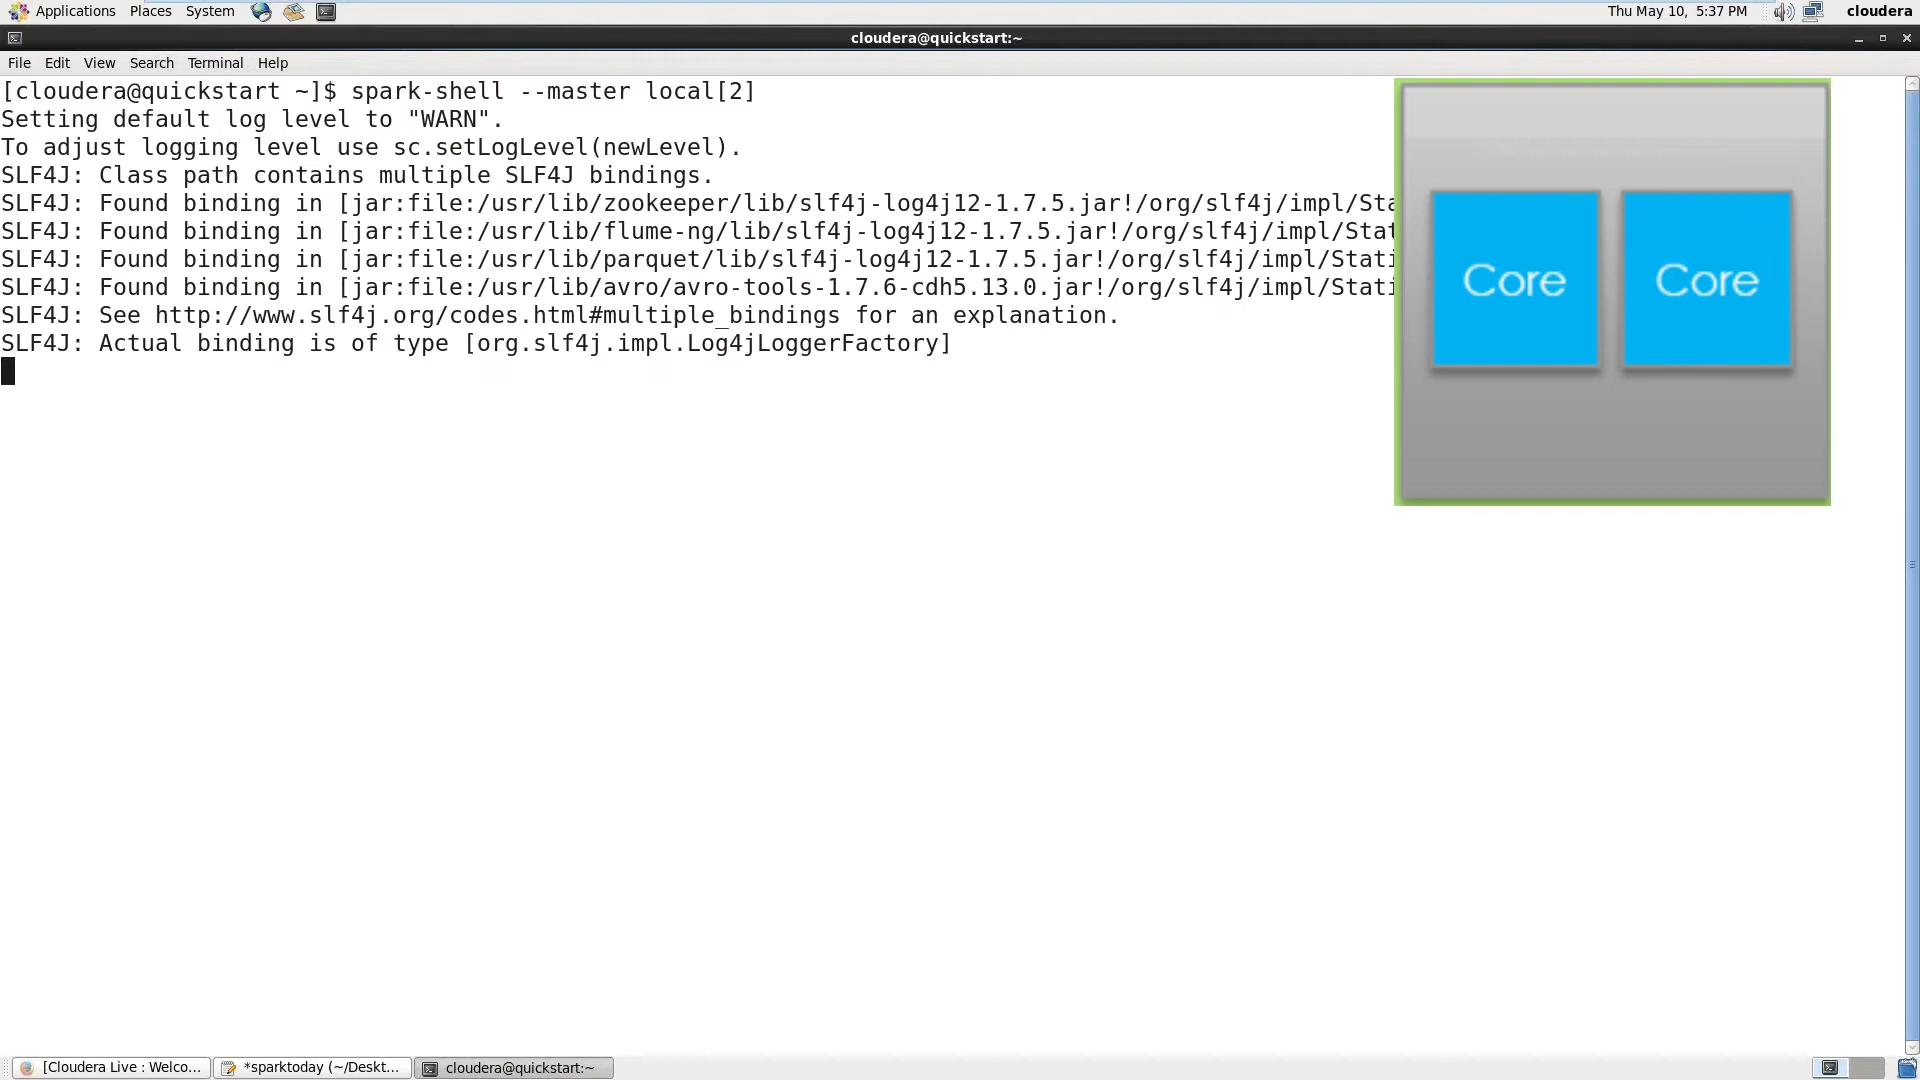 Applications Places System
Thu May 10, 5:37 PM
cloudera
cloudera@quickstart:~
File Edit View Search Terminal Help
[cloudera@quickstart ~]$ spark-shell --master local[2]
Setting default log level to "WARN".
To adjust logging level use sc.setLogLevel(newLevel).
SLF4J: Class path contains multiple SLF4J bindings.
SLF4J: Found binding in [jar:file:/usr/lib/zookeeper/lib/slf4j-log4j12-1.7.5.jar!/org/slf4j/impl/Sta
SLF4J: Found binding in [jar:file:/usr/lib/flume-ng/lib/slf4j-log4j12-1.7.5.jar!/org/slf4j/impl/Stat
SLF4J: Found binding in [jar:file:/usr/lib/parquet/lib/slf4j-log4j12-1.7.5.jar!/org/slf4j/impl/Stati
SLF4J: Found binding in [jar:file:/usr/lib/avro/avro-tools-1.7.6-cdh5.13.0.jar!/org/slf4j/impl/Stati
SLF4J: See http://www.slf4j.org/codes.html#multiple_bindings for an explanation.
SLF4J: Actual binding is of type [org.slf4j.impl.Log4jLoggerFactory]
Core Core
[Cloudera Live : Welco... *sparktoday (~/Deskt... cloudera@quickstart:~